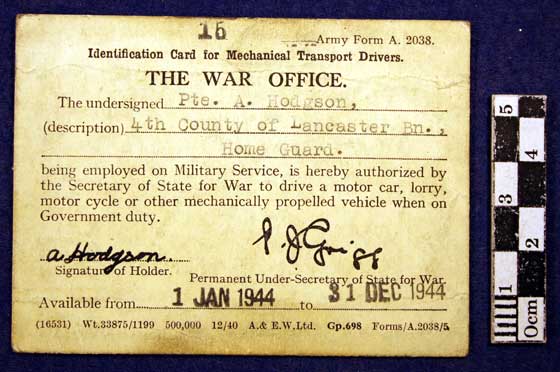 16
Army Form A. 2038.
Identification Card for Mechanical Transport Drivers.
THE WAR OFFICE.
The undersigned Pte. A. Hodgson,
(description) 4th County of Lancaster Bn.,
Home Guard.
being employed on Military Service, is hereby authorized by
the Secretary of State for War to drive a motor car, lorry,
motor cycle or other mechanically propelled vehicle when on
Government duty.
a Hodgson
Signature of Holder.
P. J. Grigg
Permanent Under-Secretary of State for War.
Available from 1 JAN 1944 to 31 DEC 1944
(16531) Wt.33875/1199 500,000 12/40 A.& E.W.Ltd. Gp.698 Forms/A.2038/5
5
4
3
2
1
0cm